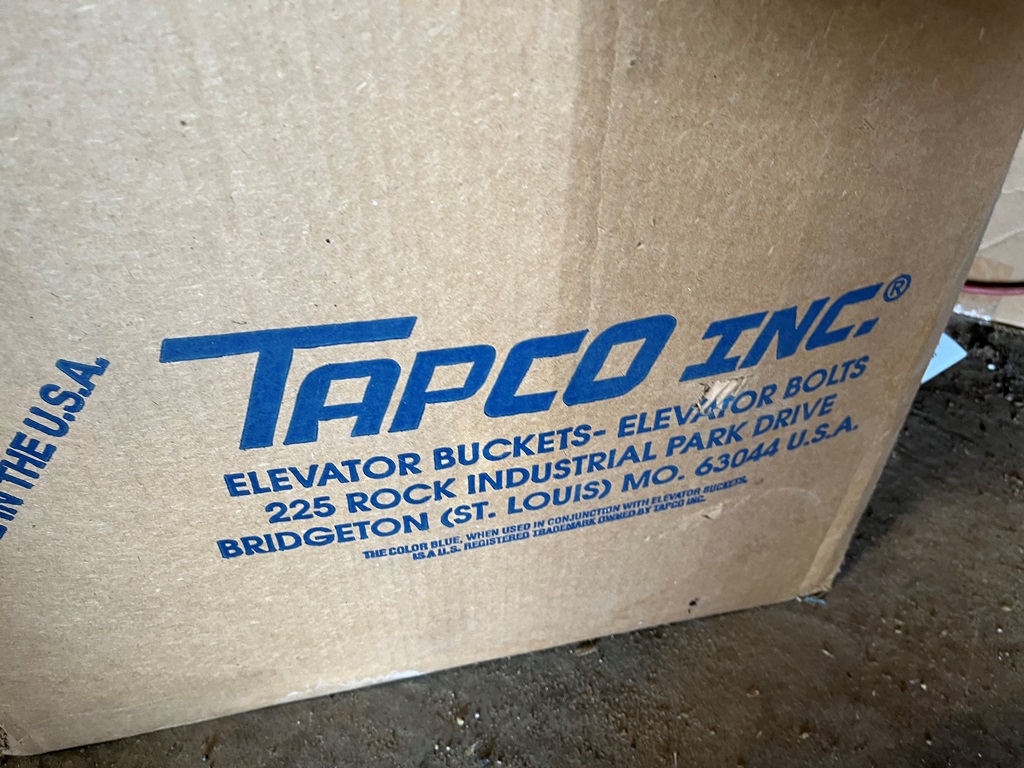 TAPCO INC.®
ELEVATOR BUCKETS- ELEVATOR BOLTS
225 ROCK INDUSTRIAL PARK DRIVE
BRIDGETON (ST. LOUIS) MO. 63044 U.S.A.
THE COLOR BLUE, WHEN USED IN CONJUNCTION WITH ELEVATOR BUCKETS,
IS A U.S. REGISTERED TRADEMARK OWNED BY TAPCO INC.
IN THE U.S.A.